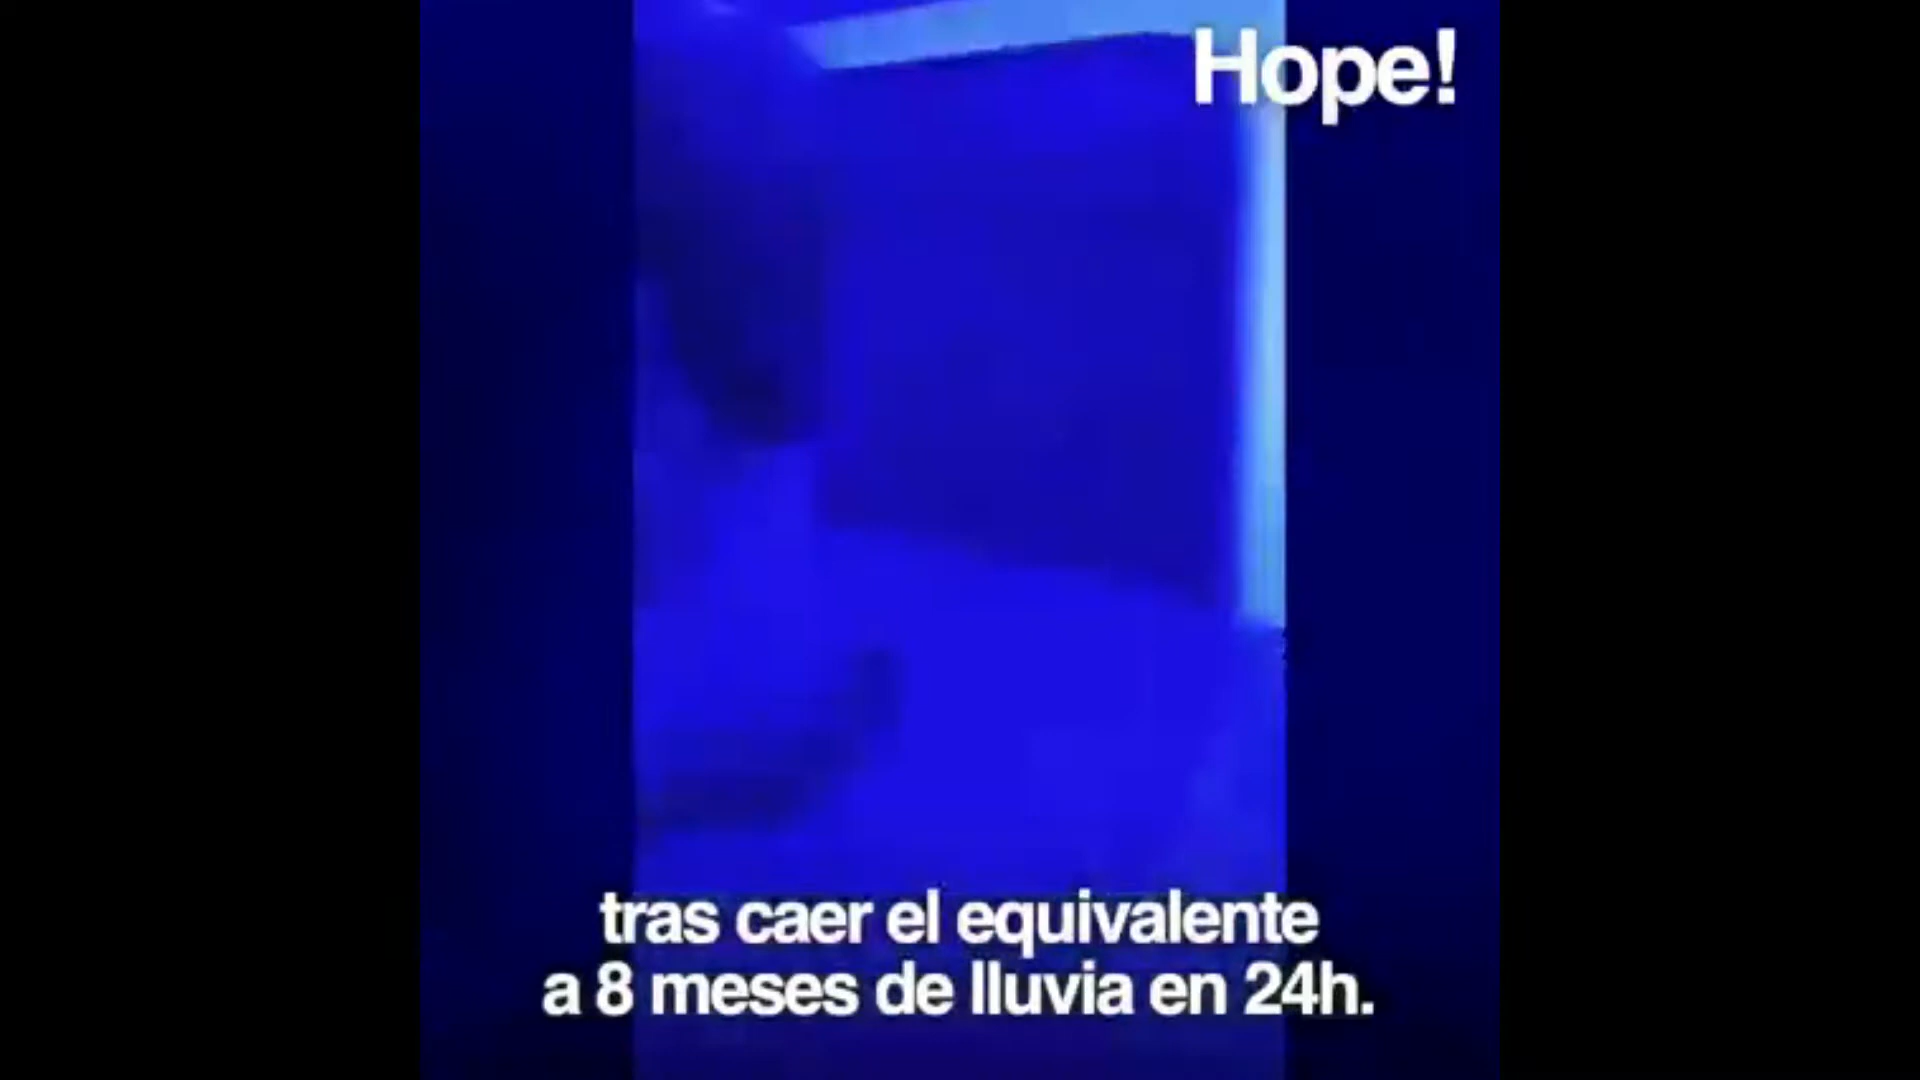 Hope!
tras caer el equivalente
a 8 meses de lluvia en 24h.